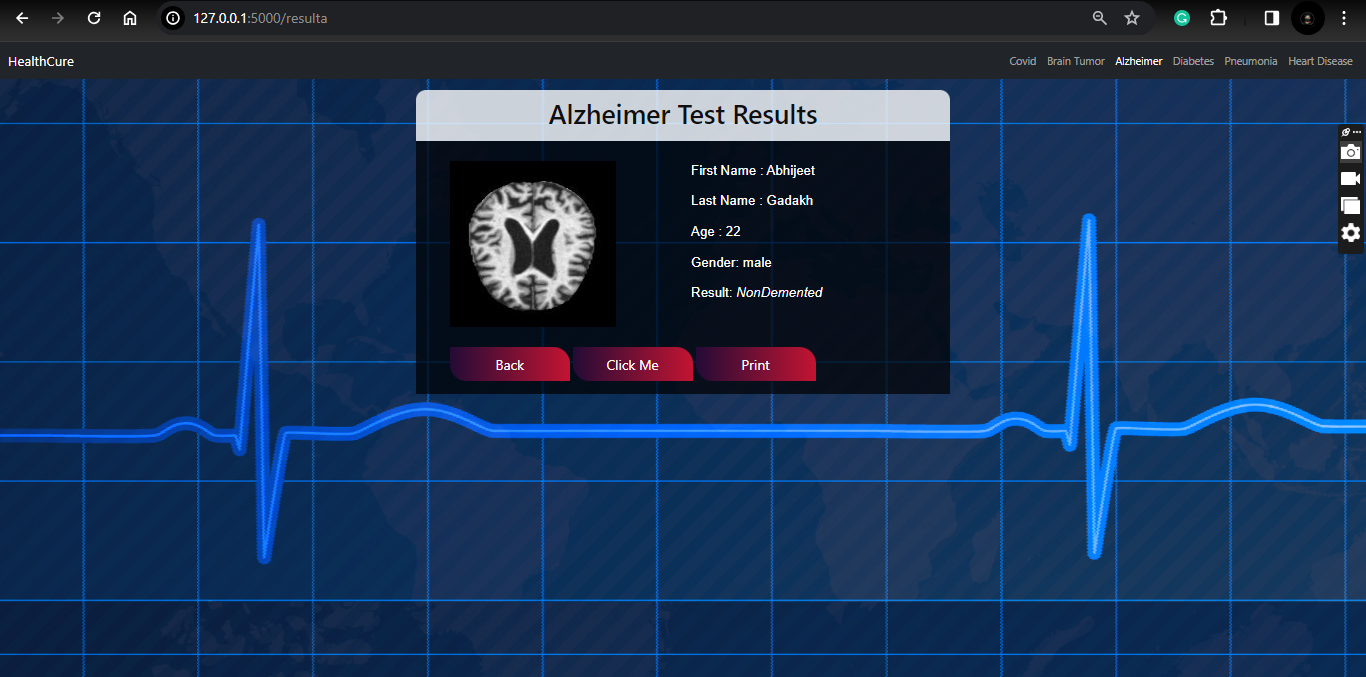 127.0.0.1:5000/resulta
HealthCure
Covid Brain Tumor Alzheimer Diabetes Pneumonia Heart Disease
Alzheimer Test Results
First Name : Abhijeet
Last Name : Gadakh
Age : 22
Gender: male
Result: NonDemented
Back Click Me Print